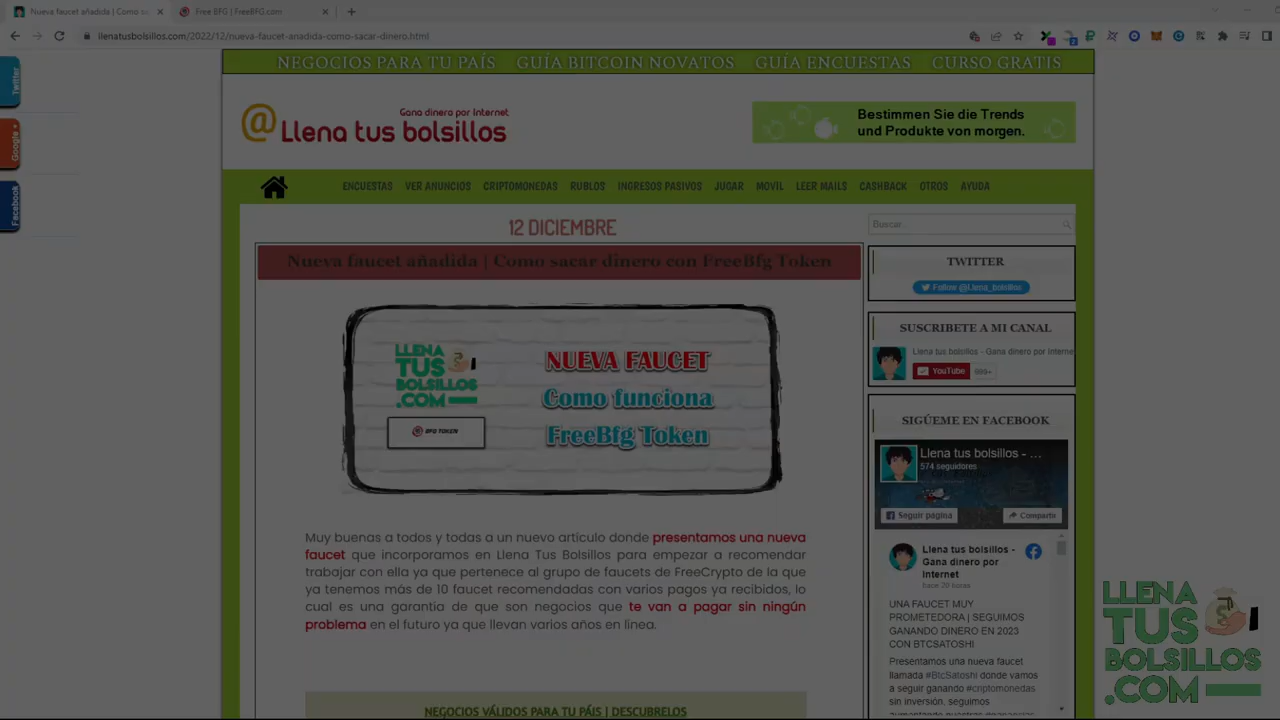 Nueva faucet añadida | Como sa
Free BFG | FreeBFG.com
llenatusbolsillos.com/2022/12/nueva-faucet-anadida-como-sacar-dinero.html
Twitter
Google +
Facebook
NEGOCIOS PARA TU PAÍS GUÍA BITCOIN NOVATOS GUÍA ENCUESTAS CURSO GRATIS
Gana dinero por Internet
@ Llena tus bolsillos
Bestimmen Sie die Trends
und Produkte von morgen.
ENCUESTAS VER ANUNCIOS CRIPTOMONEDAS RUBLOS INGRESOS PASIVOS JUGAR MOVIL LEER MAILS CASHBACK OTROS AYUDA
12 DICIEMBRE
Nueva faucet añadida | Como sacar dinero con FreeBfg Token
LLENA
TUS
BOLSILLOS
.COM
BFG TOKEN
NUEVA FAUCET
Como funciona
FreeBfg Token
Muy buenas a todos y todas a un nuevo artículo donde presentamos una nueva
faucet que incorporamos en Llena Tus Bolsillos para empezar a recomendar
trabajar con ella ya que pertenece al grupo de faucets de FreeCrypto de la que
ya tenemos más de 10 faucet recomendadas con varios pagos ya recibidos, lo
cual es una garantía de que son negocios que te van a pagar sin ningún
problema en el futuro ya que llevan varios años en línea.
NEGOCIOS VÁLIDOS PARA TU PAÍS | DESCUBRELOS
Buscar
TWITTER
Follow @Llena_bolsillos
SUSCRIBETE A MI CANAL
Llena tus bolsillos - Gana dinero por Interne
YouTube 999+
SIGÚEME EN FACEBOOK
Llena tus bolsillos - ...
574 seguidores
Seguir página
Compartir
Llena tus bolsillos -
Gana dinero por
Internet
hace 20 horas
UNA FAUCET MUY
PROMETEDORA | SEGUIMOS
GANANDO DINERO EN 2023
CON BTCSATOSHI
Presentamos una nueva faucet
llamada #BtcSatoshi donde vamos
a seguir ganando #criptomonedas
sin inversión, seguimos
LLENA
TUS
BOLSILLOS
.COM